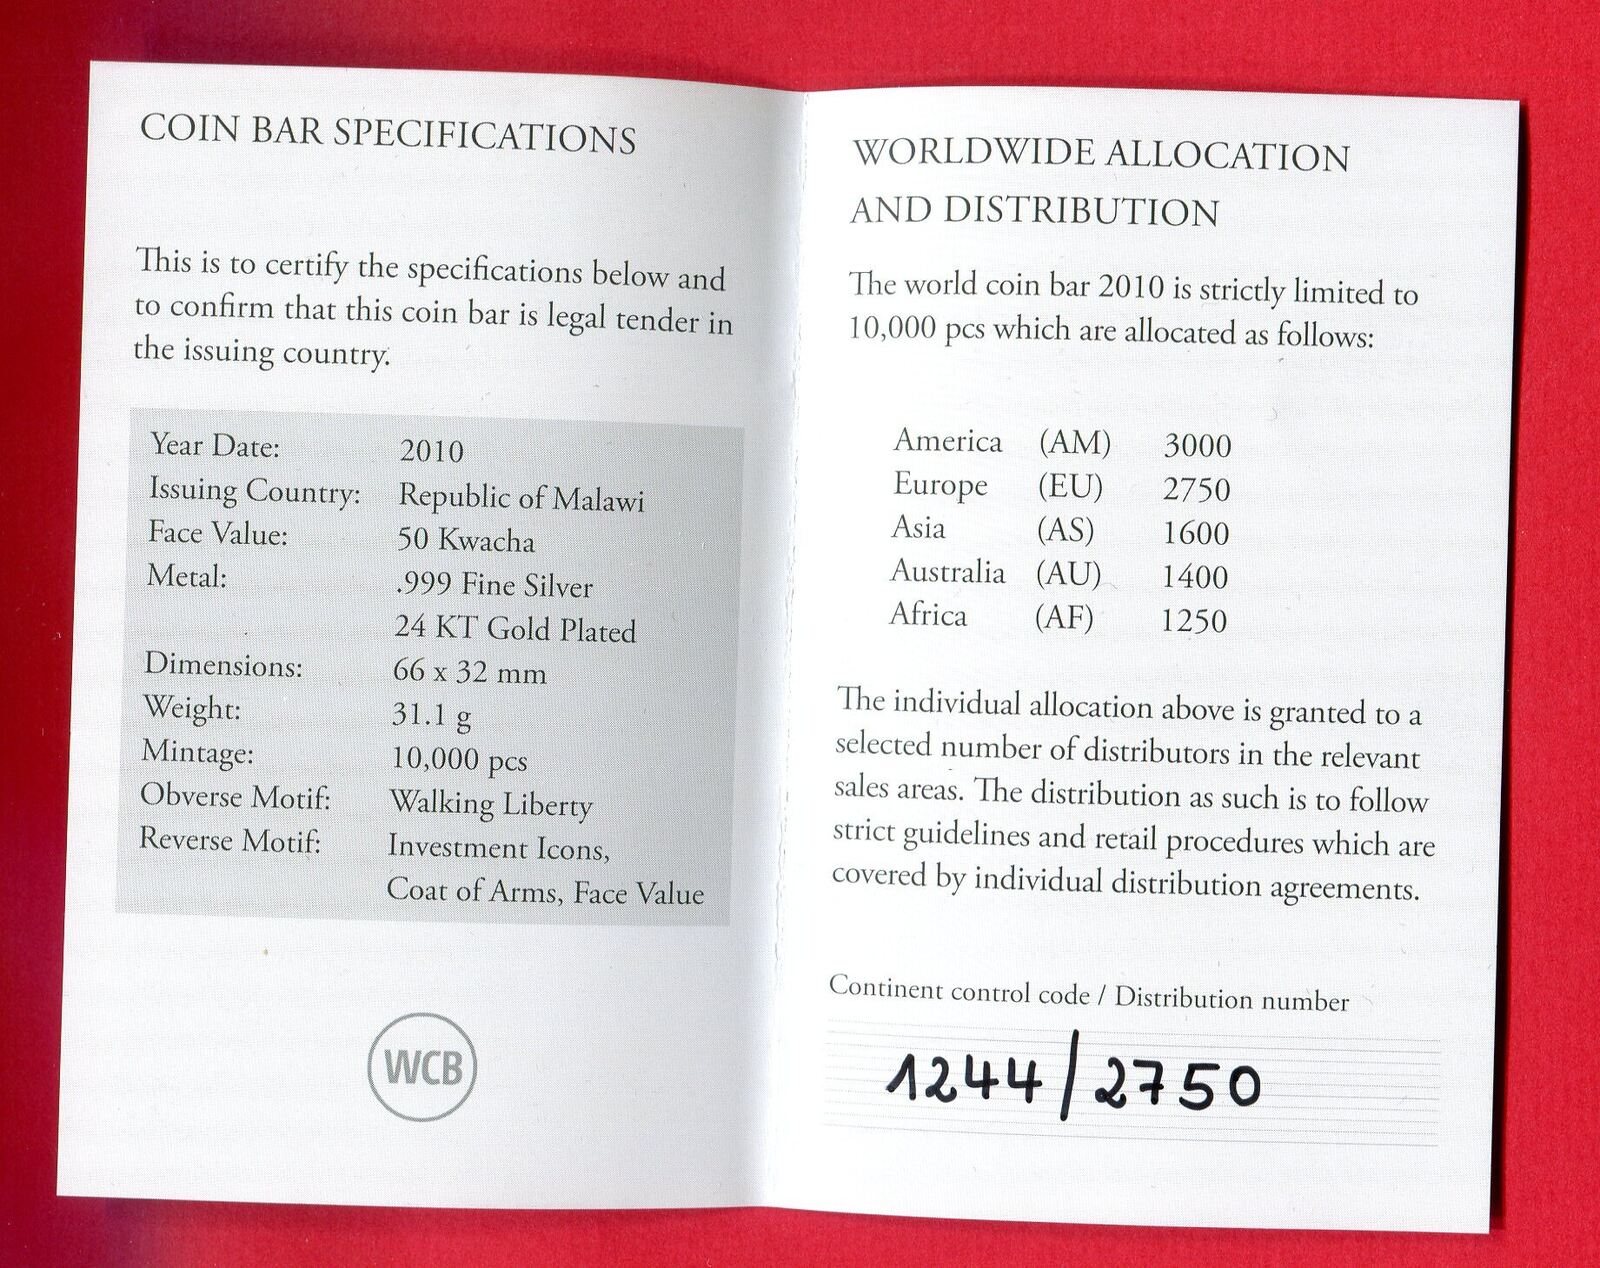 COIN BAR SPECIFICATIONS
This is to certify the specifications below and
to confirm that this coin bar is legal tender in
the issuing country.
Year Date: 2010
Issuing Country: Republic of Malawi
Face Value: 50 Kwacha
Metal: .999 Fine Silver
24 KT Gold Plated
Dimensions: 66 x 32 mm
Weight: 31.1 g
Mintage: 10,000 pcs
Obverse Motif: Walking Liberty
Reverse Motif: Investment Icons,
Coat of Arms, Face Value
WCB
WORLDWIDE ALLOCATION
AND DISTRIBUTION
The world coin bar 2010 is strictly limited to
10,000 pcs which are allocated as follows:
America (AM) 3000
Europe (EU) 2750
Asia (AS) 1600
Australia (AU) 1400
Africa (AF) 1250
The individual allocation above is granted to a
selected number of distributors in the relevant
sales areas. The distribution as such is to follow
strict guidelines and retail procedures which are
covered by individual distribution agreements.
Continent control code / Distribution number
1244/2750